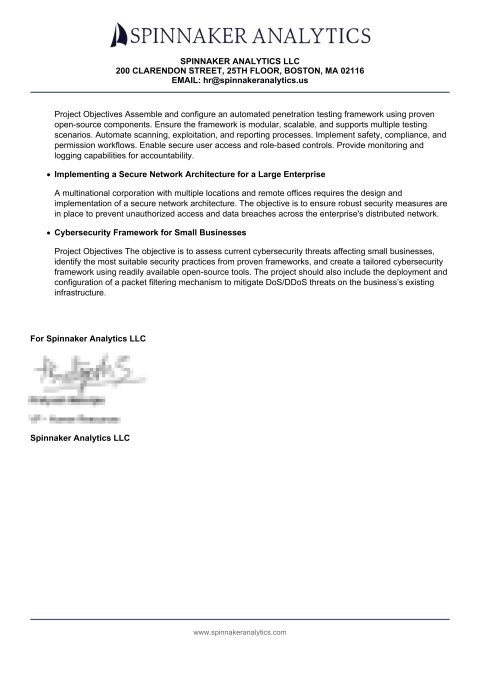 SPINNAKER ANALYTICS
SPINNAKER ANALYTICS LLC
200 CLARENDON STREET, 25TH FLOOR, BOSTON, MA 02116
EMAIL: hr@spinnakeranalytics.us
Project Objectives Assemble and configure an automated penetration testing framework using proven
open-source components. Ensure the framework is modular, scalable, and supports multiple testing
scenarios. Automate scanning, exploitation, and reporting processes. Implement safety, compliance, and
permission workflows. Enable secure user access and role-based controls. Provide monitoring and
logging capabilities for accountability.
• Implementing a Secure Network Architecture for a Large Enterprise
A multinational corporation with multiple locations and remote offices requires the design and
implementation of a secure network architecture. The objective is to ensure robust security measures are
in place to prevent unauthorized access and data breaches across the enterprise's distributed network.
• Cybersecurity Framework for Small Businesses
Project Objectives The objective is to assess current cybersecurity threats affecting small businesses,
identify the most suitable security practices from proven frameworks, and create a tailored cybersecurity
framework using readily available open-source tools. The project should also include the deployment and
configuration of a packet filtering mechanism to mitigate DoS/DDoS threats on the business's existing
infrastructure.
For Spinnaker Analytics LLC
Spinnaker Analytics LLC
www.spinnakeranalytics.com